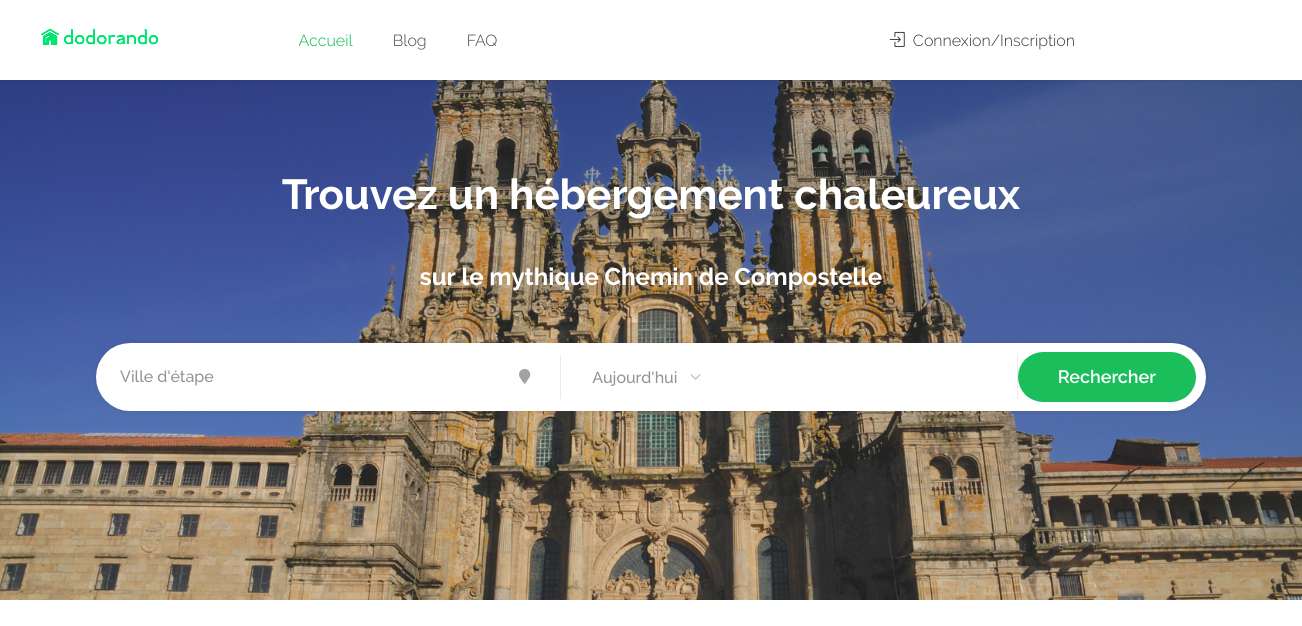 dodorando
Accueil
Blog
FAQ
Connexion/Inscription
Trouvez un hébergement chaleureux
sur le mythique Chemin de Compostelle
Ville d'étape
Aujourd'hui
Rechercher